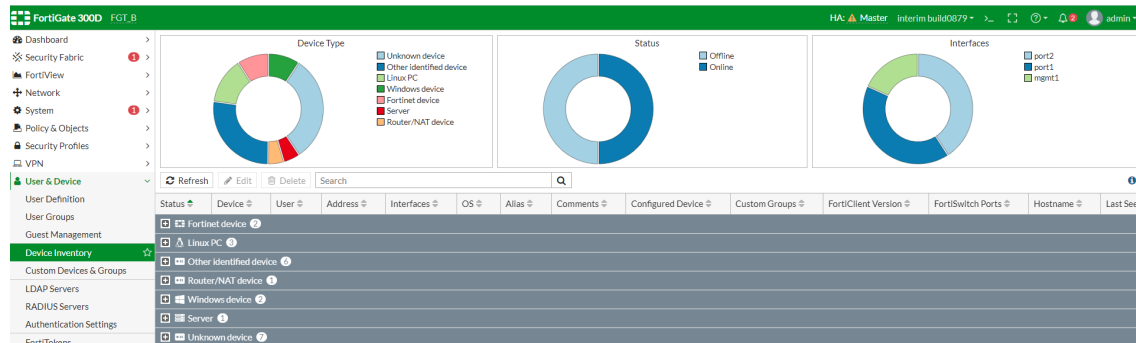 FortiGate 300D FGT_B
HA: Master interim build0879 >_ 2 admin
Dashboard
Security Fabric 1
FortiView
Network
System 1
Policy & Objects
Security Profiles
VPN
User & Device
User Definition
User Groups
Guest Management
Device Inventory
Custom Devices & Groups
LDAP Servers
RADIUS Servers
Authentication Settings
FortiTokens
Device Type
Unknown device
Other identified device
Linux PC
Windows device
Fortinet device
Server
Router/NAT device
Status
Offline
Online
Interfaces
port2
port1
mgmt1
Refresh Edit Delete Search
Status Device User Address Interfaces OS Alias Comments Configured Device Custom Groups FortiClient Version FortiSwitch Ports Hostname Last See
Fortinet device 2
Linux PC 3
Other identified device 6
Router/NAT device 1
Windows device 2
Server 1
Unknown device 7